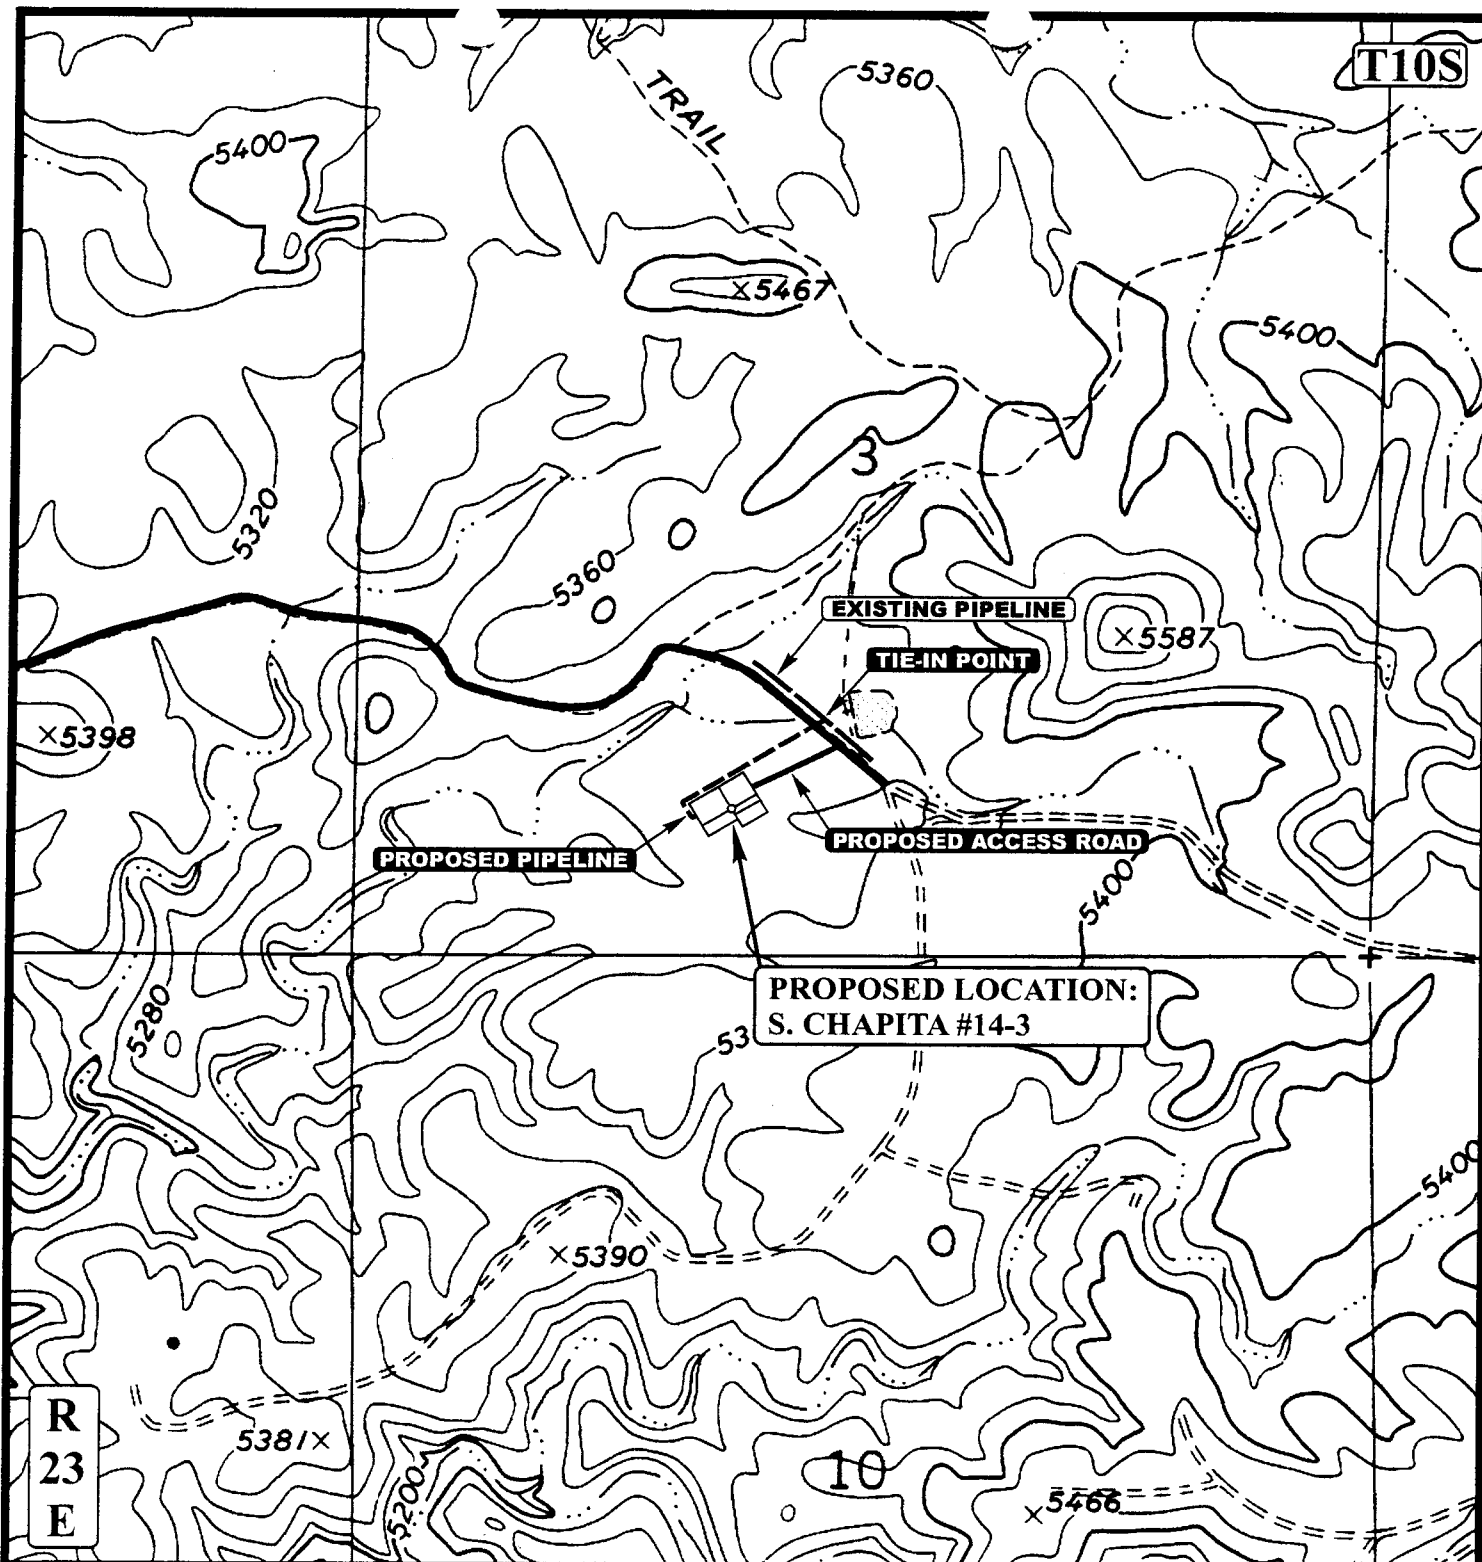 T10S
5360
TRAIL
5400
5467
5400
3
5320
5360
EXISTING PIPELINE
5587
TIE-IN POINT
5398
PROPOSED ACCESS ROAD
PROPOSED PIPELINE
5400
PROPOSED LOCATION:
S. CHAPITA #14-3
5280
53
5400
5390
R
23
E
5381
10
5200
5466